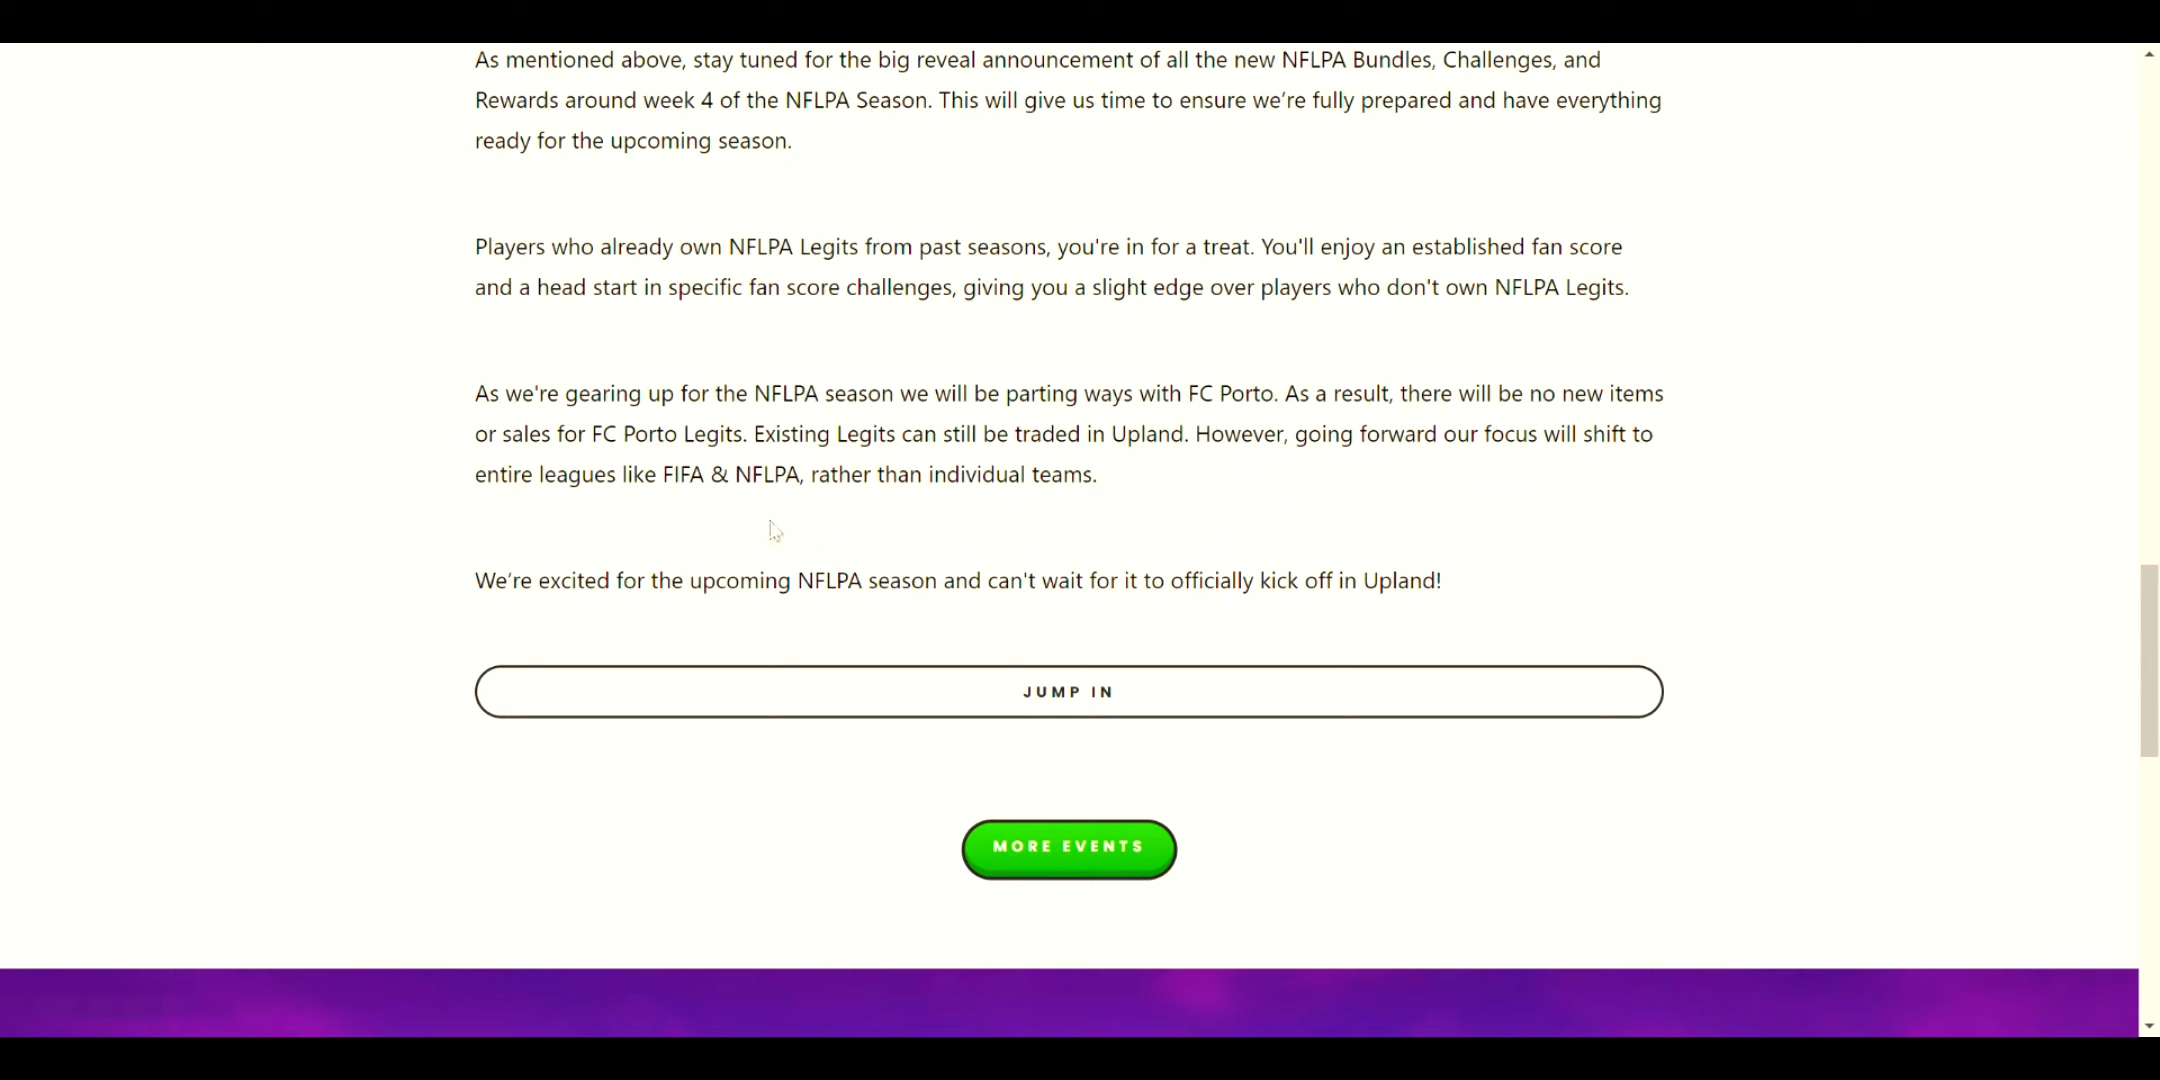 As mentioned above, stay tuned for the big reveal announcement of all the new NFLPA Bundles, Challenges, and
Rewards around week 4 of the NFLPA Season. This will give us time to ensure we’re fully prepared and have everything
ready for the upcoming season.
Players who already own NFLPA Legits from past seasons, you're in for a treat. You'll enjoy an established fan score
and a head start in specific fan score challenges, giving you a slight edge over players who don't own NFLPA Legits.
As we're gearing up for the NFLPA season we will be parting ways with FC Porto. As a result, there will be no new items
or sales for FC Porto Legits. Existing Legits can still be traded in Upland. However, going forward our focus will shift to
entire leagues like FIFA & NFLPA, rather than individual teams.
We’re excited for the upcoming NFLPA season and can't wait for it to officially kick off in Upland!
JUMP IN
MORE EVENTS